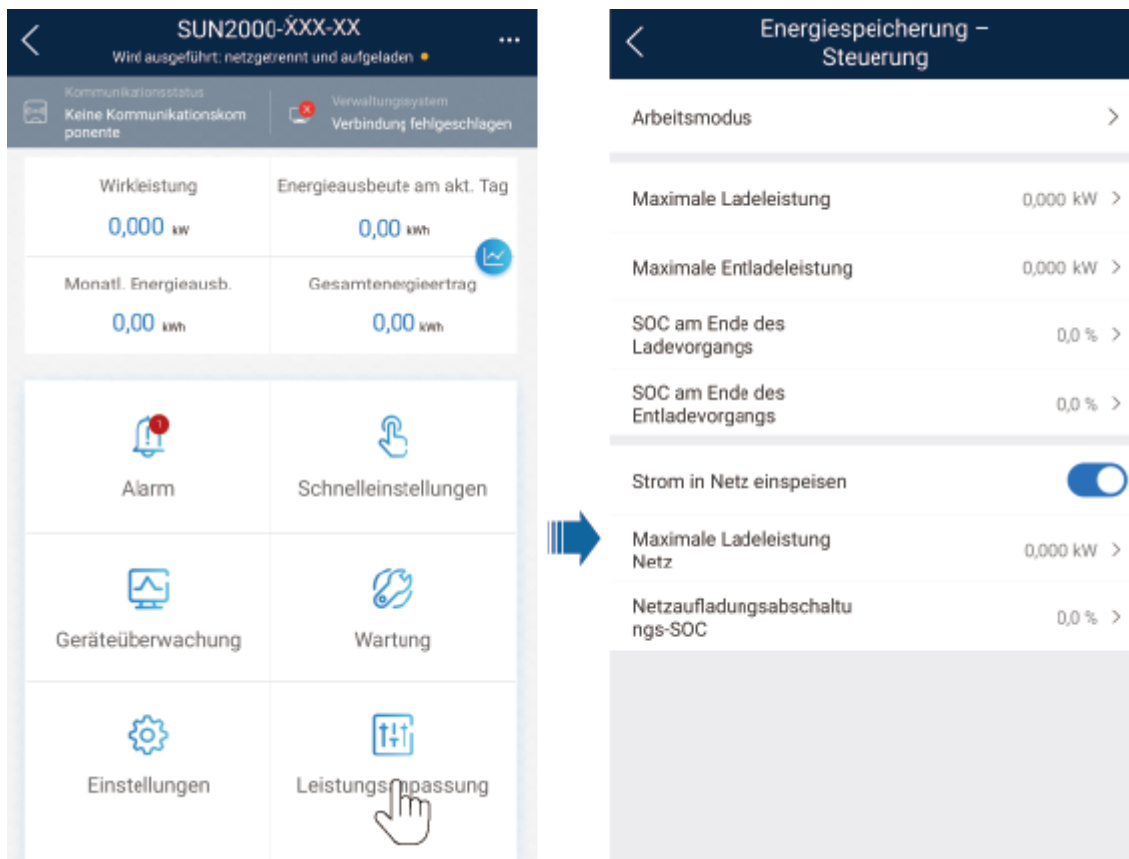 SUN2000-XXX-XX
Wird ausgeführt: netzgetrennt und aufgeladen
Kommunikationsstatus
Keine Kommunikationskom
ponente
Verwaltungssystem
Verbindung fehlgeschlagen
Wirkleistung
0,000 kW
Energieausbeute am akt. Tag
0,00 kWh
Monatl. Energieausb.
0,00 kWh
Gesamtenergieertrag
0,00 kWh
1
Alarm
Schnelleinstellungen
Geräteüberwachung
Wartung
Einstellungen
Leistungsanpassung
Energiespeicherung –
Steuerung
Arbeitsmodus
Maximale Ladeleistung
0,000 kW
Maximale Entladeleistung
0,000 kW
SOC am Ende des
Ladevorgangs
0,0 %
SOC am Ende des
Entladevorgangs
0,0 %
Strom in Netz einspeisen
Maximale Ladeleistung
Netz
0,000 kW
Netzaufladungsabschaltu
ngs-SOC
0,0 %